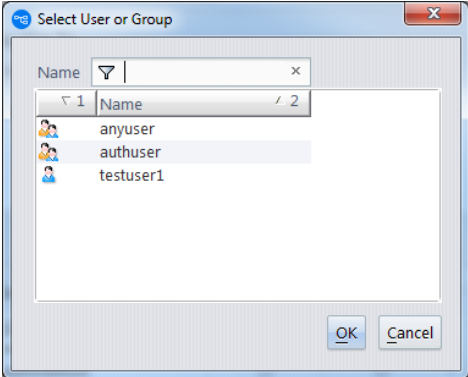 Select User or Group
Name
1 Name 2
anyuser
authuser
testuser1
OK Cancel